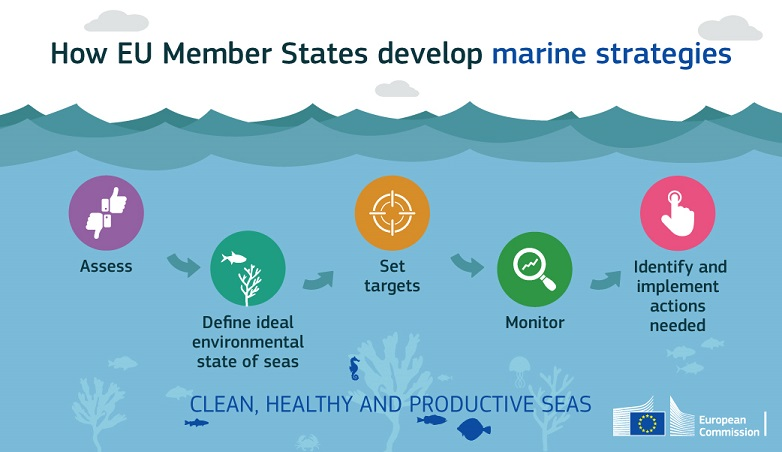 How EU Member States develop marine strategies
Assess
Define ideal
environmental
state of seas
Set
targets
Monitor
Identify and
implement
actions
needed
CLEAN, HEALTHY AND PRODUCTIVE SEAS
European
Commission